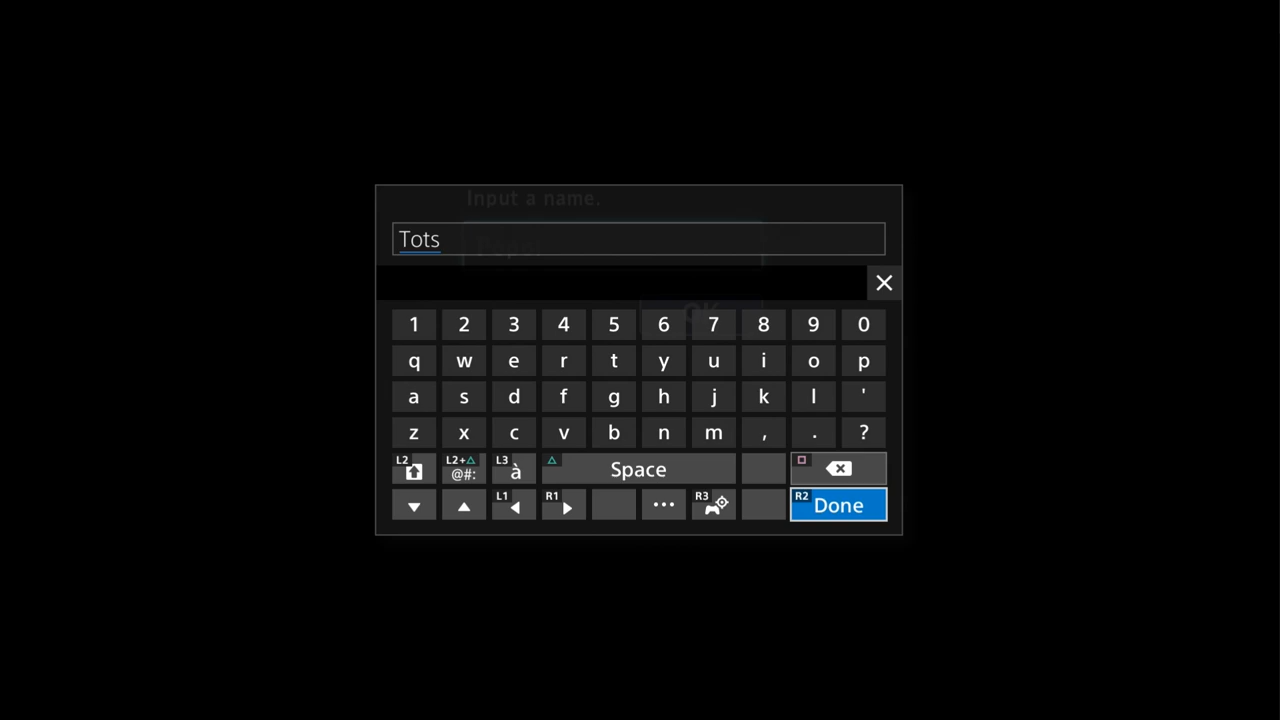 Input a name.
Tots
OK
1 2 3 4 5 6 7 8 9 0
q w e r t y u i o p
a s d f g h j k l '
z x c v b n m , . ?
L2 L2+△ @#: L3 à △ Space □
L1 R1 ... R3 R2 Done